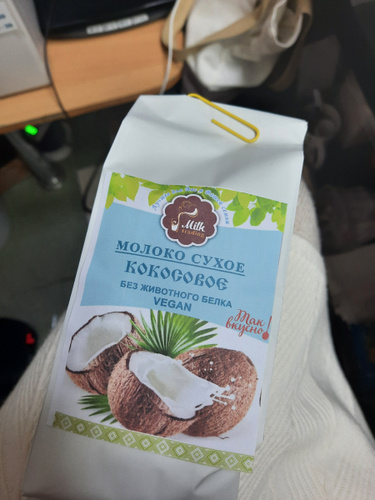 Milk
МОЛОКО СУХОЕ
КОКОСОВОЕ
БЕЗ ЖИВОТНОГО БЕЛКА
VEGAN
Так
вкусно!